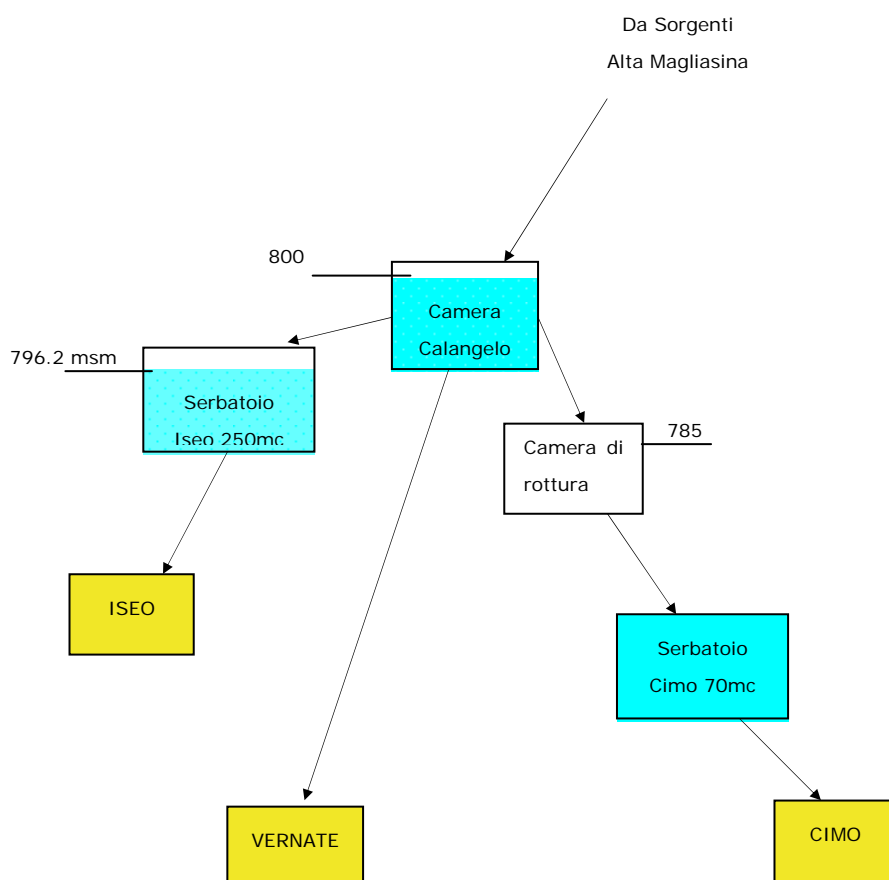 Da Sorgenti
Alta Magliasina
800
Camera
Calangelo
796.2 msm
Serbatoio
Iseo 250mc
785
Camera di
rottura
ISEO
Serbatoio
Cimo 70mc
VERNATE
CIMO